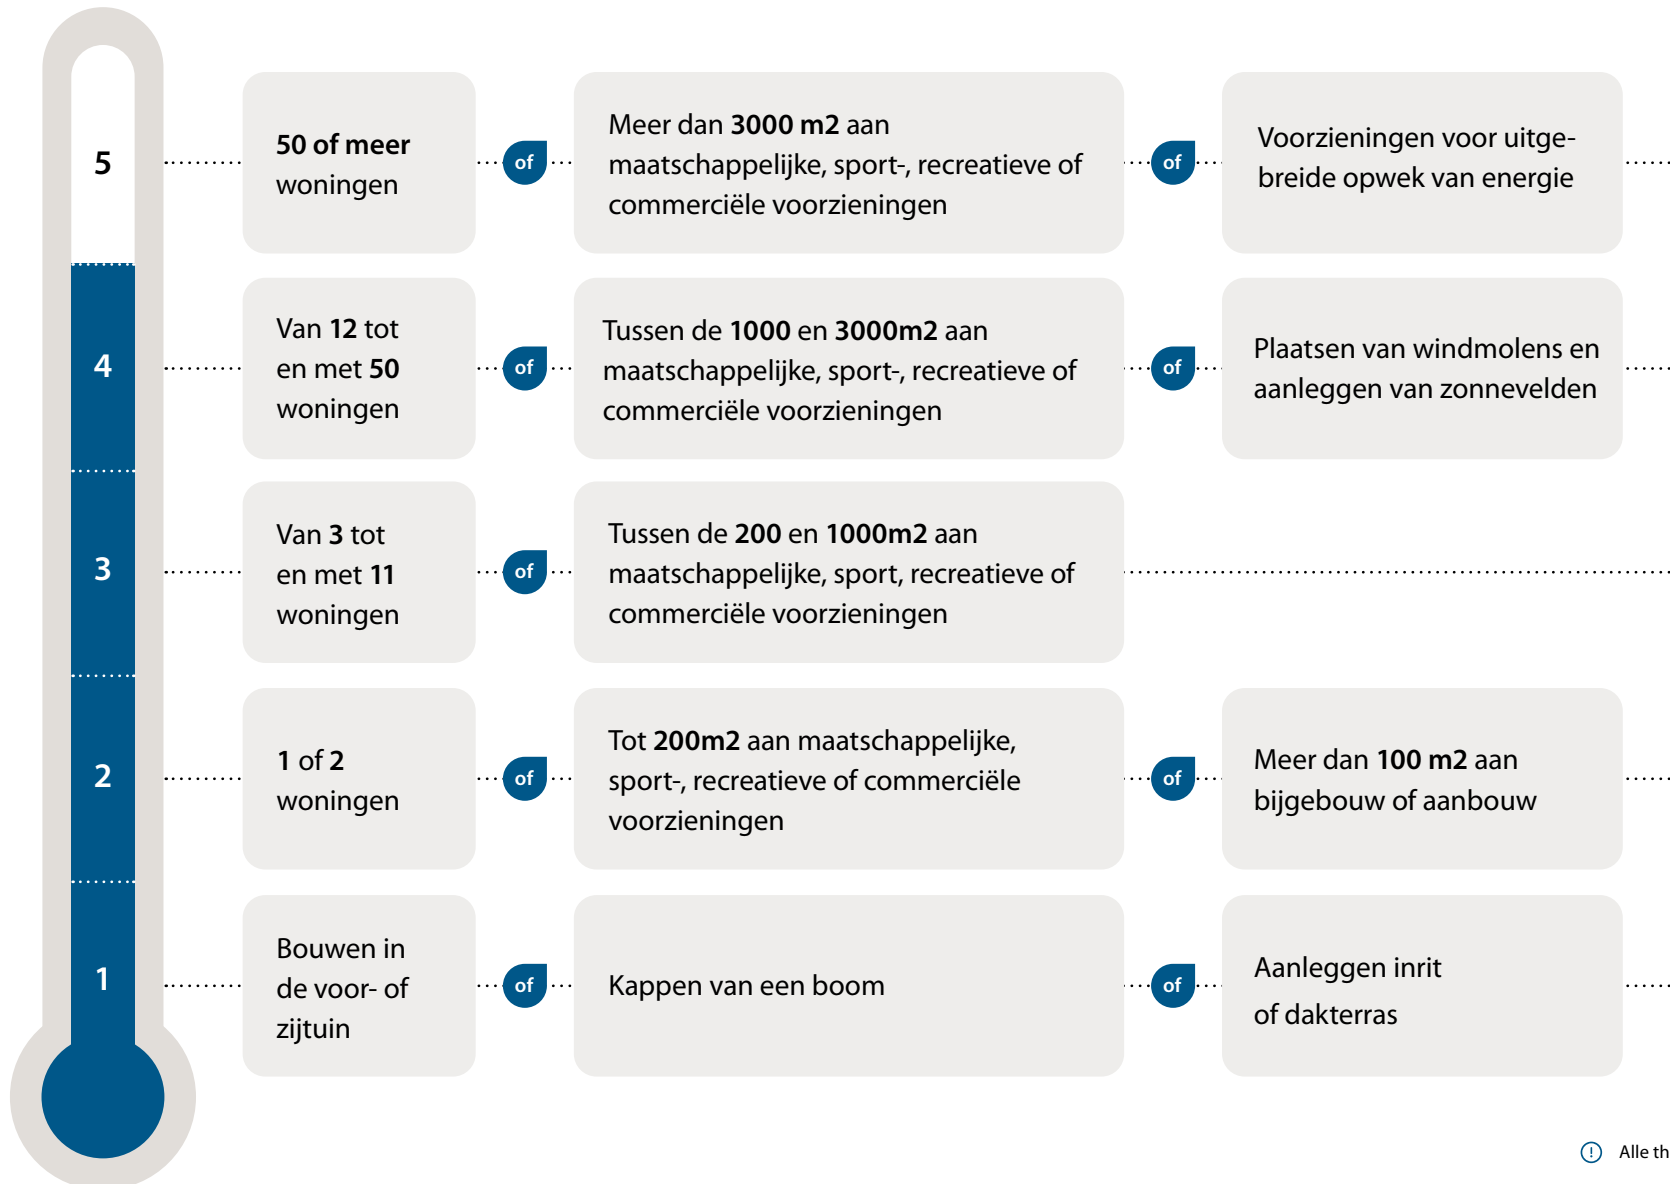 5
50 of meer
woningen
of
Meer dan 3000 m2 aan
maatschappelijke, sport-, recreatieve of
commerciële voorzieningen
of
Voorzieningen voor uitge-
breide opwek van energie
4
Van 12 tot
en met 50
woningen
of
Tussen de 1000 en 3000m2 aan
maatschappelijke, sport-, recreatieve of
commerciële voorzieningen
of
Plaatsen van windmolens en
aanleggen van zonnevelden
3
Van 3 tot
en met 11
woningen
of
Tussen de 200 en 1000m2 aan
maatschappelijke, sport, recreatieve of
commerciële voorzieningen
2
1 of 2
woningen
of
Tot 200m2 aan maatschappelijke,
sport-, recreatieve of commerciële
voorzieningen
of
Meer dan 100 m2 aan
bijgebouw of aanbouw
1
Bouwen in
de voor- of
zijtuin
of
Kappen van een boom
of
Aanleggen inrit
of dakterras
! Alle th